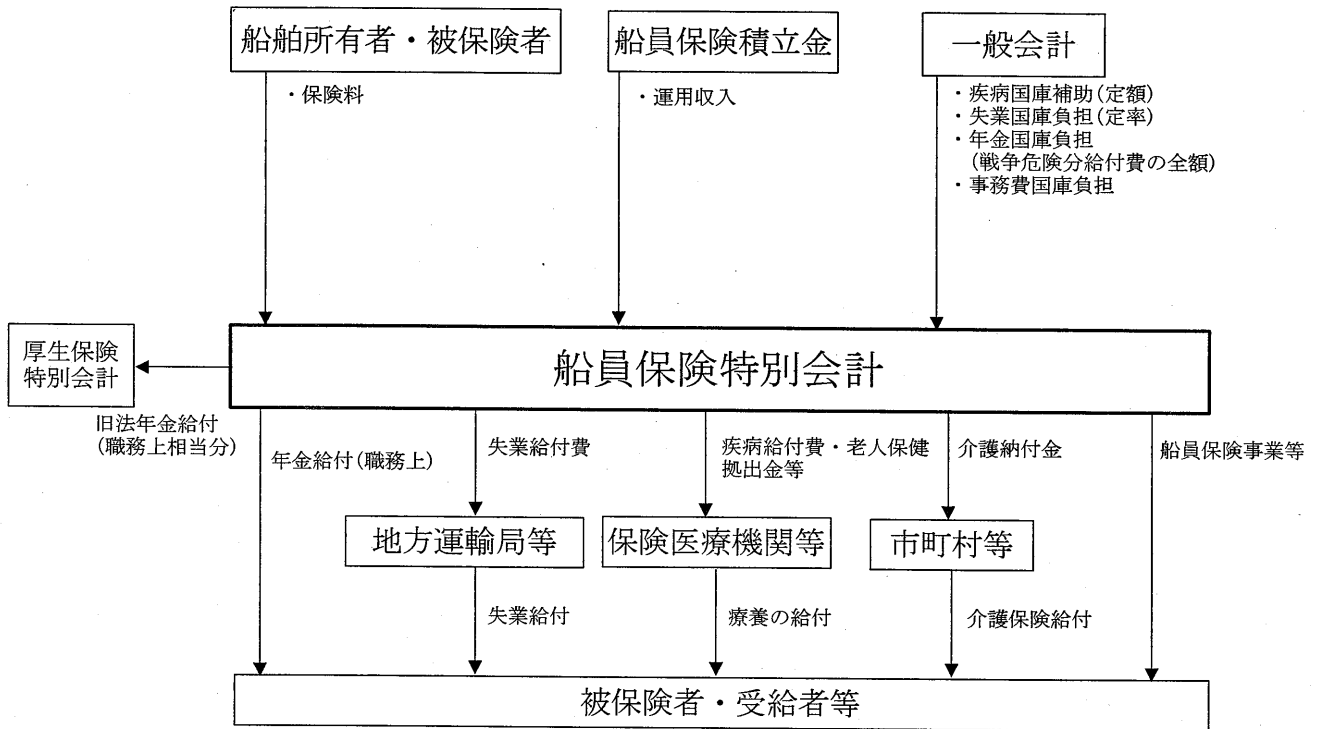 船舶所有者・被保険者
船員保険積立金
一般会計
・保険料
・運用収入
・疾病国庫補助(定額)
・失業国庫負担(定率)
・年金国庫負担
(戦争危険分給付費の全額)
・事務費国庫負担
厚生保険
特別会計
船員保険特別会計
旧法年金給付
(職務上相当分)
年金給付(職務上)
失業給付費
疾病給付費・老人保健
拠出金等
介護納付金
船員保険事業等
地方運輸局等
保険医療機関等
市町村等
失業給付
療養の給付
介護保険給付
被保険者・受給者等